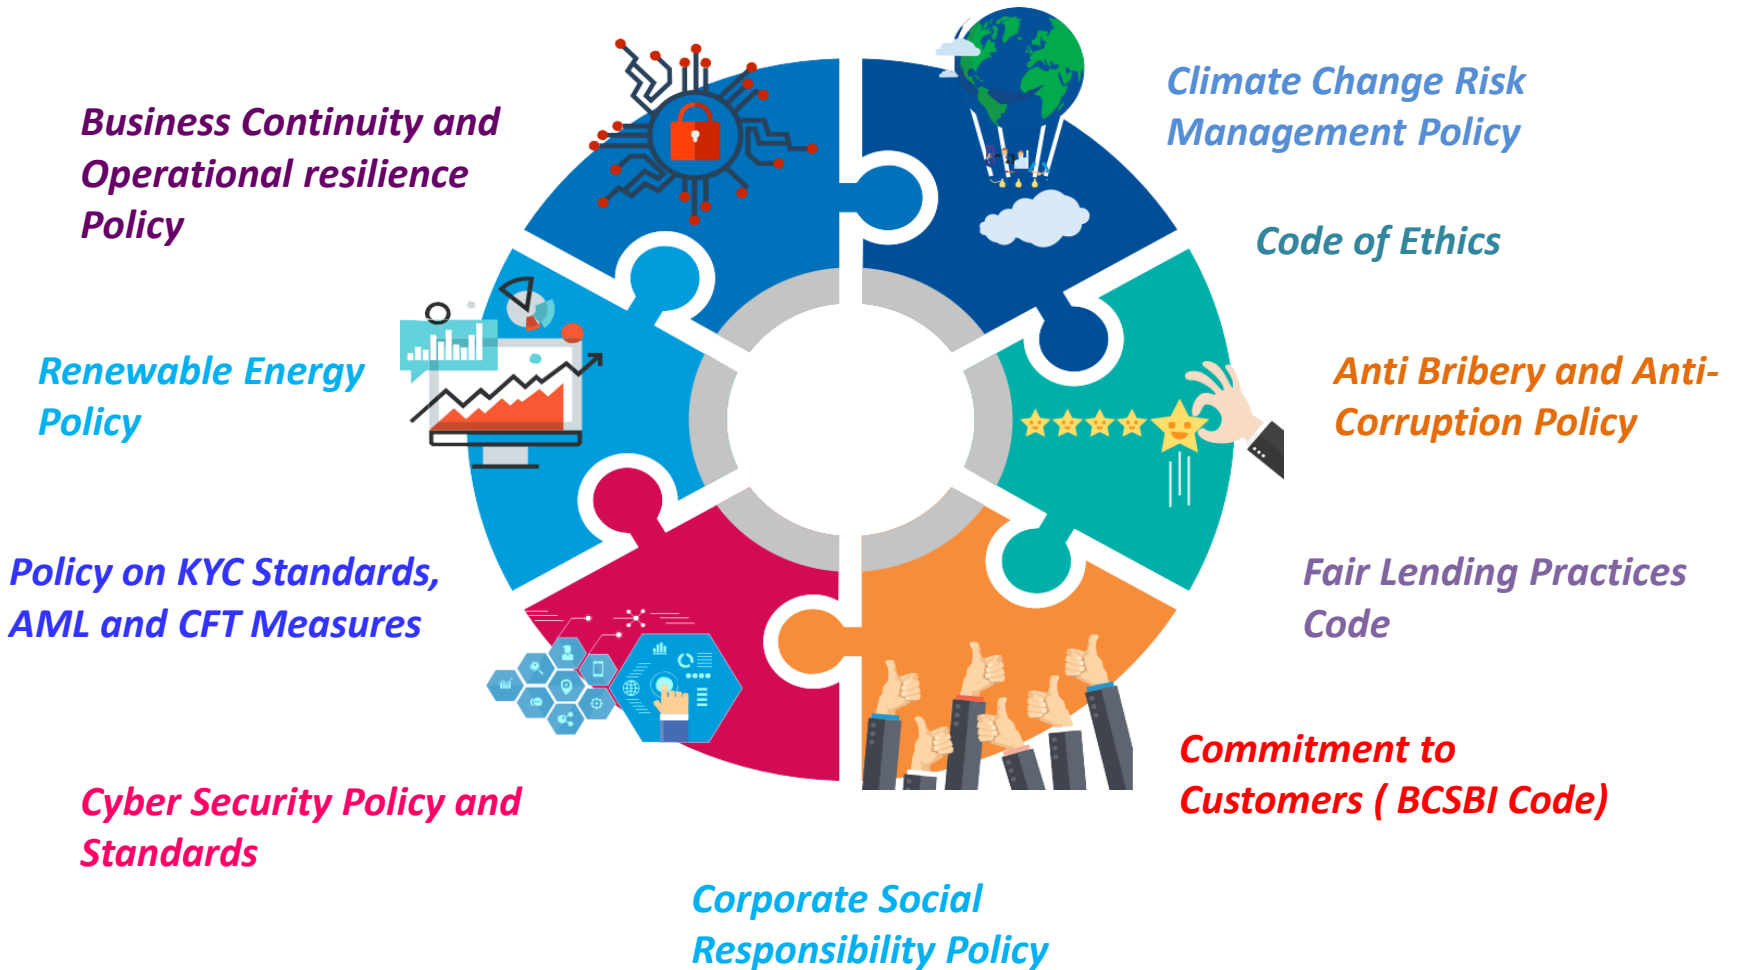 Business Continuity and
Operational resilience
Policy
Climate Change Risk
Management Policy
Code of Ethics
Renewable Energy
Policy
Anti Bribery and Anti-
Corruption Policy
Policy on KYC Standards,
AML and CFT Measures
Fair Lending Practices
Code
Cyber Security Policy and
Standards
Commitment to
Customers ( BCSBI Code)
Corporate Social
Responsibility Policy